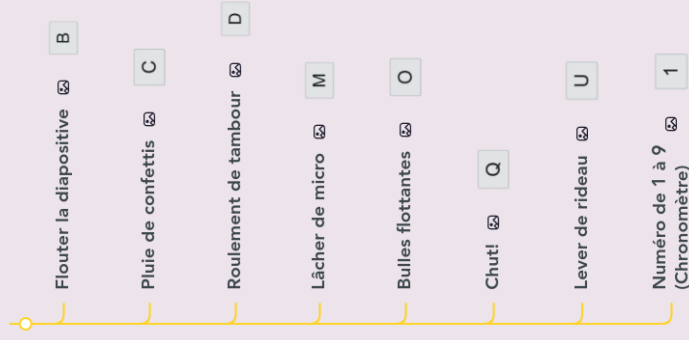 Flouter la diapositive B
Pluie de confettis C
Roulement de tambour D
Lâcher de micro M
Bulles flottantes O
Chut! Q
Lever de rideau U
Numéro de 1 à 9 1
(Chronomètre)